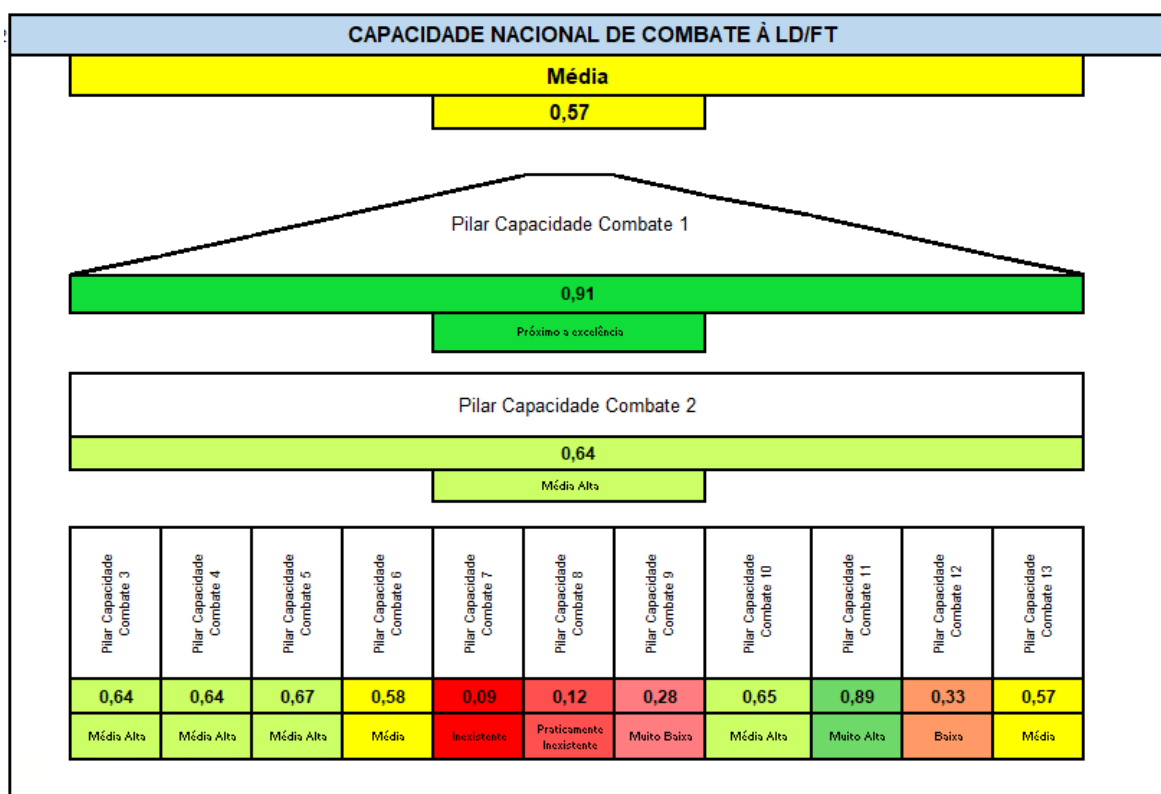 CAPACIDADE NACIONAL DE COMBATE À LD/FT
Média
0,57
Pilar Capacidade Combate 1
0,91
Próximo a excelência
Pilar Capacidade Combate 2
0,64
Média Alta
Pilar Capacidade Combate 3
Pilar Capacidade Combate 4
Pilar Capacidade Combate 5
Pilar Capacidade Combate 6
Pilar Capacidade Combate 7
Pilar Capacidade Combate 8
Pilar Capacidade Combate 9
Pilar Capacidade Combate 10
Pilar Capacidade Combate 11
Pilar Capacidade Combate 12
Pilar Capacidade Combate 13
0,64 0,64 0,67 0,58 0,09 0,12 0,28 0,65 0,89 0,33 0,57
Média Alta Média Alta Média Alta Média Inexistente Praticamente Inexistente Muito Baixa Média Alta Muito Alta Baixa Média